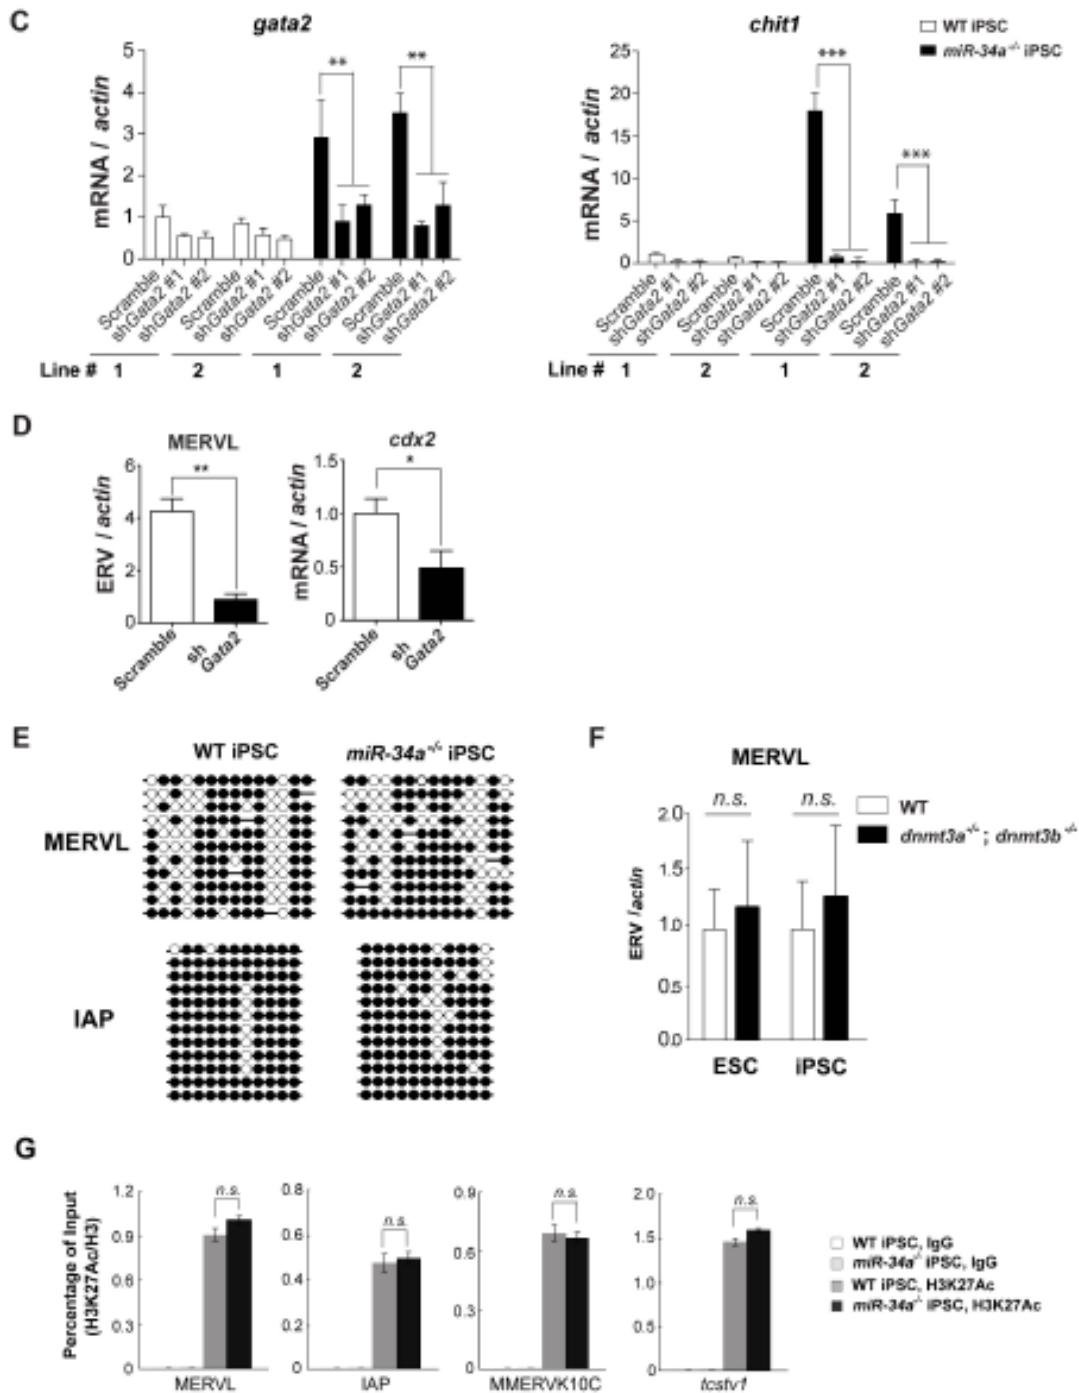 C
gata2
chit1
WT iPSC
miR-34a-/- iPSC
mRNA / actin
5
4
3
2
1
0
**
**
Scramble
shGata2 #1
shGata2 #2
Scramble
shGata2 #1
shGata2 #2
Scramble
shGata2 #1
shGata2 #2
Scramble
shGata2 #1
shGata2 #2
Line # 1 2 1 2
mRNA / actin
25
20
15
10
5
0
***
***
Scramble
shGata2 #1
shGata2 #2
Scramble
shGata2 #1
shGata2 #2
Scramble
shGata2 #1
shGata2 #2
Scramble
shGata2 #1
shGata2 #2
Line # 1 2 1 2
D
MERVL
ERV / actin
6
4
2
0
**
Scramble
sh Gata2
cdx2
mRNA / actin
1.5
1.0
0.5
0
*
Scramble
sh Gata2
E
WT iPSC
miR-34a-/- iPSC
MERVL
IAP
F
MERVL
n.s.
n.s.
WT
dnmt3a-/-; dnmt3b-/-
ERV / actin
2.0
1.5
1.0
0.5
0.0
ESC
iPSC
G
Percentage of Input
(H3K27Ac/H3)
1.2
0.9
0.6
0.3
0
n.s.
MERVL
0.8
0.6
0.4
0.2
0
n.s.
IAP
0.9
0.6
0.3
0
n.s.
MMERVK10C
2.0
1.5
1.0
0.5
0
n.s.
tcstv1
WT iPSC, IgG
miR-34a-/- iPSC, IgG
WT iPSC, H3K27Ac
miR-34a-/- iPSC, H3K27Ac